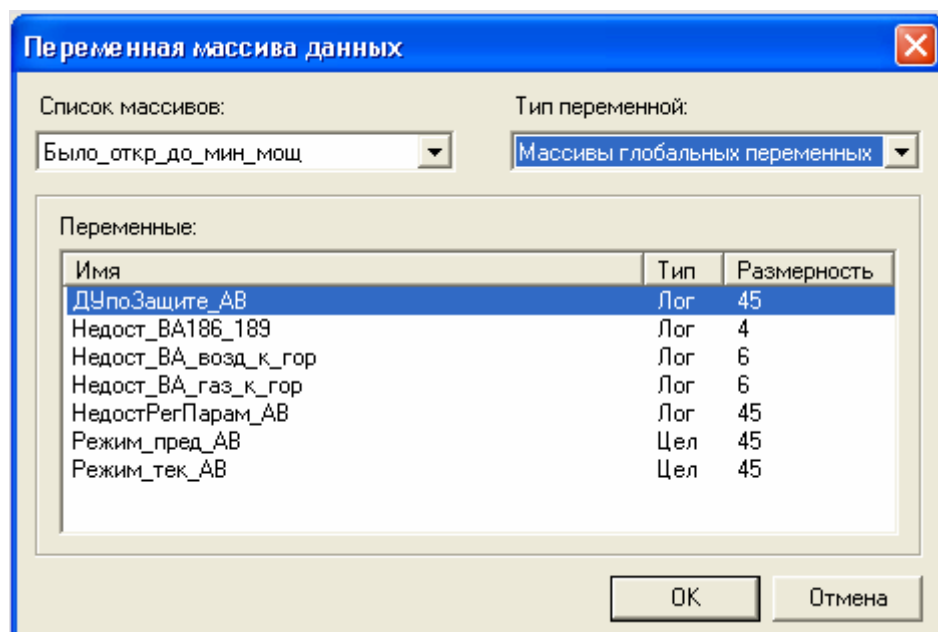 Переменная массива данных
Список массивов: Тип переменной:
Было_откр_до_мин_мощ Массивы глобальных переменных
Переменные:
Имя Тип Размерность
ДУпоЗащите_АВ Лог 45
Недост_ВА186_189 Лог 4
Недост_ВА_возд_к_гор Лог 6
Недост_ВА_газ_к_гор Лог 6
НедостРегПарам_АВ Лог 45
Режим_пред_АВ Цел 45
Режим_тек_АВ Цел 45
OK Отмена